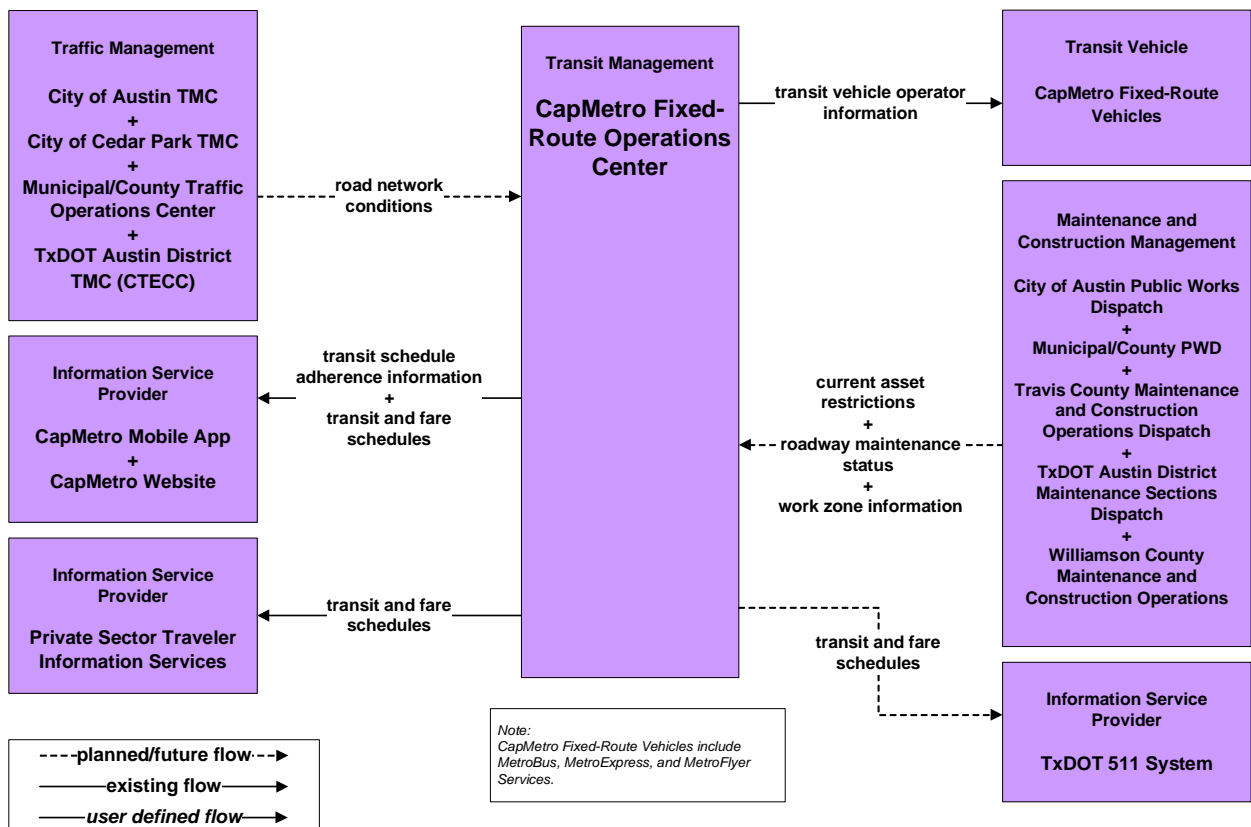 Traffic Management
City of Austin TMC
+
City of Cedar Park TMC
+
Municipal/County Traffic
Operations Center
+
TxDOT Austin District
TMC (CTECC)
road network
conditions
Transit Management
CapMetro Fixed-
Route Operations
Center
transit vehicle operator
information
Transit Vehicle
CapMetro Fixed-Route
Vehicles
Information Service
Provider
CapMetro Mobile App
+
CapMetro Website
transit schedule
adherence information
+
transit and fare
schedules
current asset
restrictions
+
roadway maintenance
status
+
work zone information
Maintenance and
Construction Management
City of Austin Public Works
Dispatch
+
Municipal/County PWD
+
Travis County Maintenance
and Construction
Operations Dispatch
+
TxDOT Austin District
Maintenance Sections
Dispatch
+
Williamson County
Maintenance and
Construction Operations
Information Service
Provider
Private Sector Traveler
Information Services
transit and fare
schedules
transit and fare
schedules
Information Service
Provider
TxDOT 511 System
planned/future flow
existing flow
user defined flow
Note:
CapMetro Fixed-Route Vehicles include
MetroBus, MetroExpress, and MetroFlyer
Services.